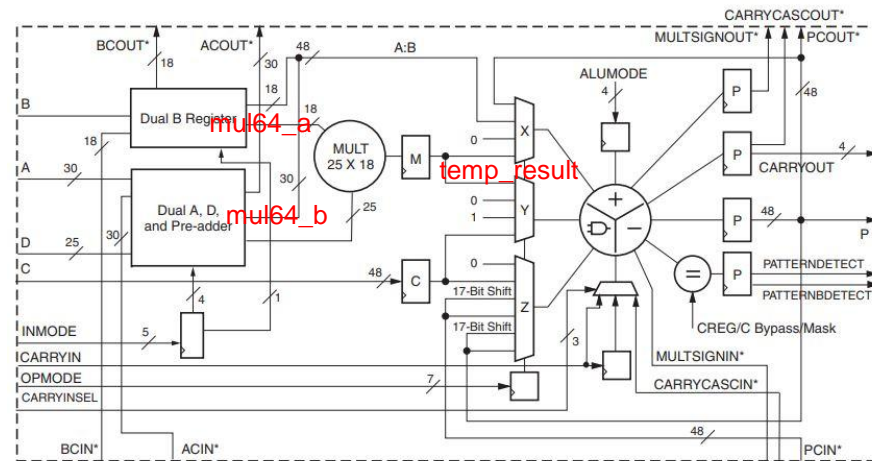 CARRYCASCOUT*
BCOUT*
ACOUT*
MULTSIGNOUT*
PCOUT*
48
A:B
18
30
18
ALUMODE
4
P
48
B
Dual B Register
mul64_a
18
18
0
X
MULT
25 X 18
M
P
4
CARRYOUT
A
30
30
temp_result
Dual A, D,
and Pre-adder
mul64_b
25
0
1
Y
+
−
P
48
P
D
25
30
C
48
C
0
=
P
PATTERNDETECT
PATTERNBDETECT
17-Bit Shift
Z
4
1
INMODE
5
17-Bit Shift
3
CREG/C Bypass/Mask
CARRYIN
MULTSIGNIN*
OPMODE
7
CARRYCASCIN*
CARRYINSEL
48
BCIN*
ACIN*
PCIN*